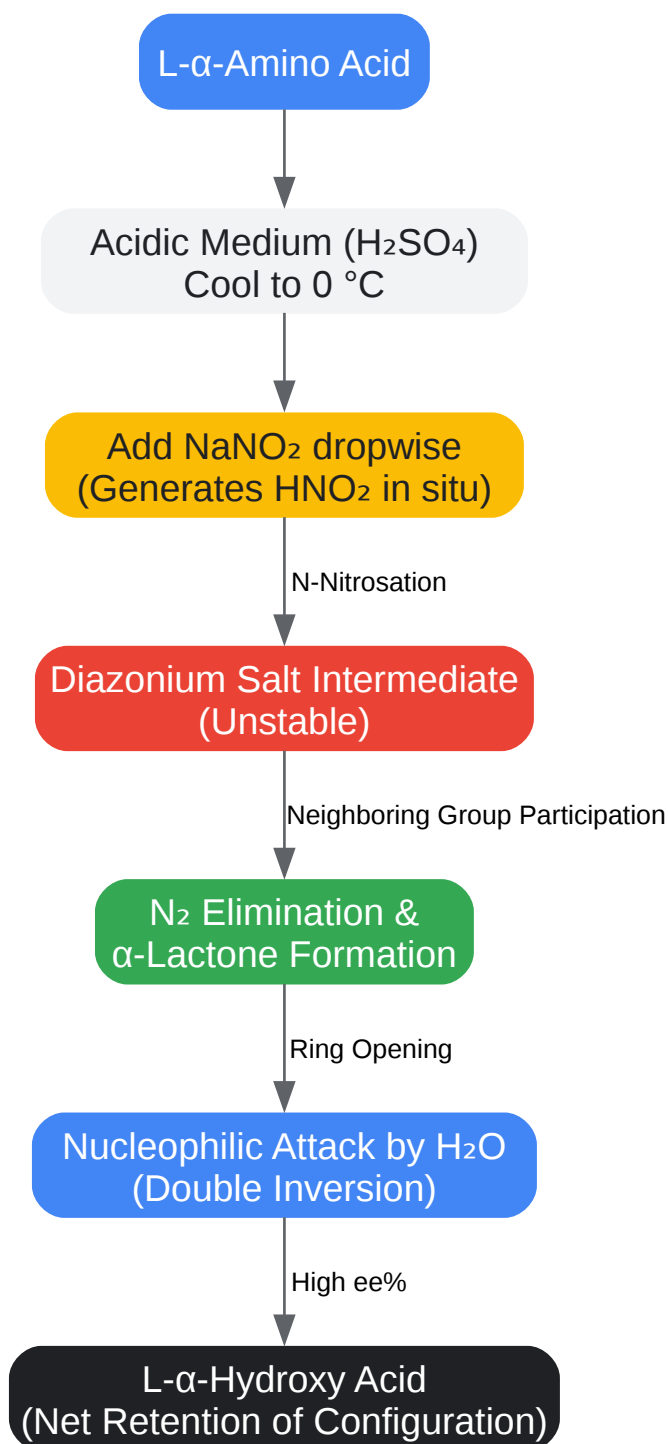 L-α-Amino Acid
Acidic Medium (H₂SO₄)
Cool to 0 °C
Add NaNO₂ dropwise
(Generates HNO₂ in situ)
N-Nitrosation
Diazonium Salt Intermediate
(Unstable)
Neighboring Group Participation
N₂ Elimination &
α-Lactone Formation
Ring Opening
Nucleophilic Attack by H₂O
(Double Inversion)
High ee%
L-α-Hydroxy Acid
(Net Retention of Configuration)